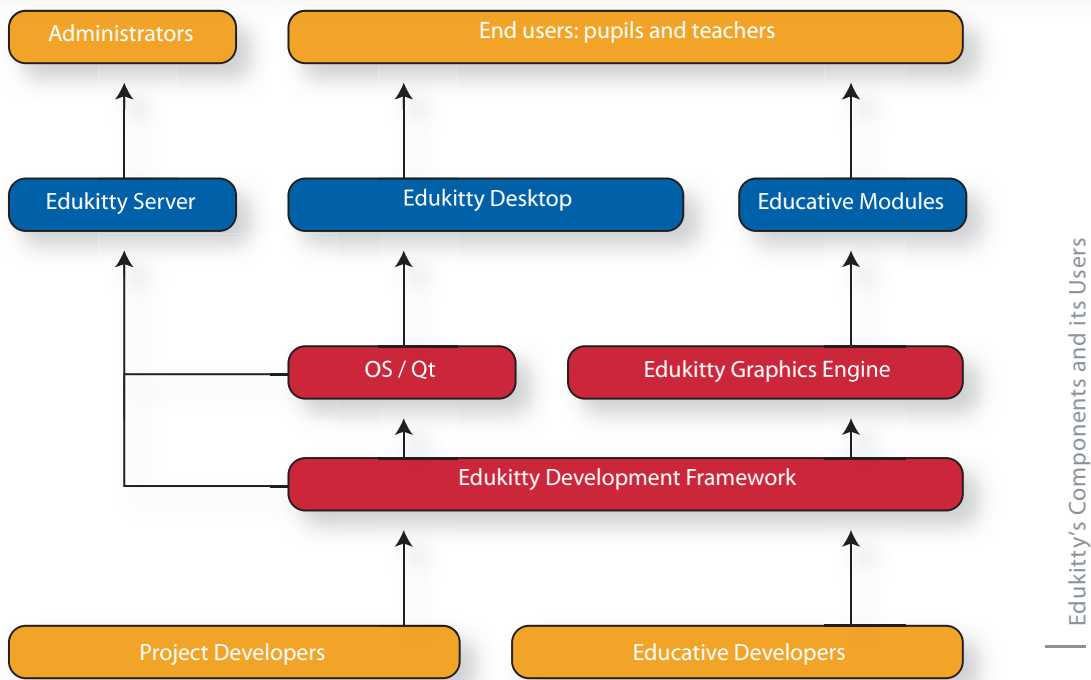 Administrators
End users: pupils and teachers
Edukitty Server
Edukitty Desktop
Educative Modules
OS / Qt
Edukitty Graphics Engine
Edukitty Development Framework
Project Developers
Educative Developers
Edukitty’s Components and its Users